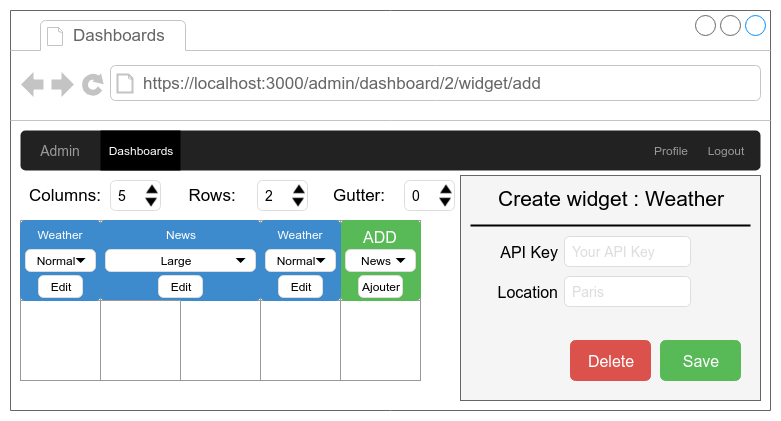 Dashboards
https://localhost:3000/admin/dashboard/2/widget/add
Admin Dashboards Profile Logout
Columns: 5 Rows: 2 Gutter: 0
Weather News Weather ADD
Normal Large Normal News
Edit Edit Edit Ajouter
Create widget : Weather
API Key Your API Key
Location Paris
Delete Save